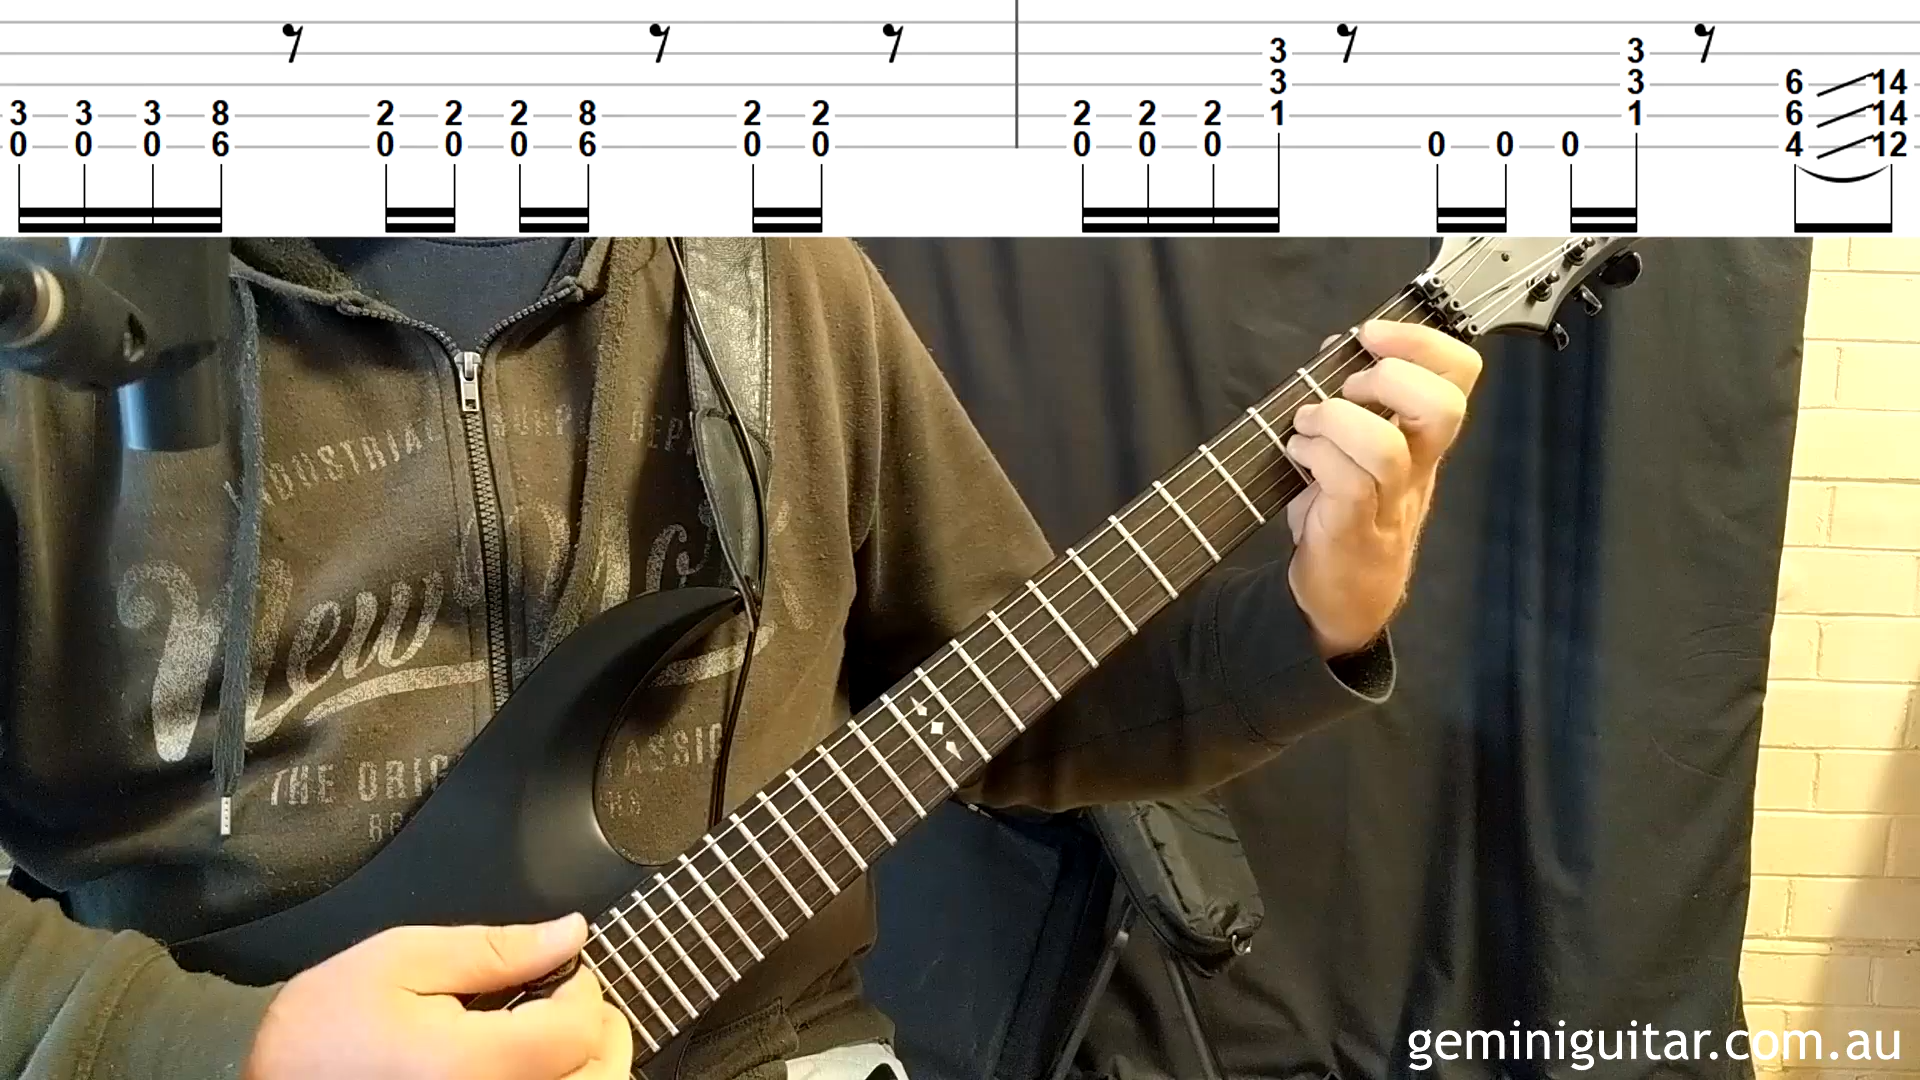 3 3
3 3 6 14
3 3 3 8 2 2 2 8 2 2 2 2 2 1 1 6 14
0 0 0 6 0 0 0 6 0 0 0 0 0 0 0 0 4 12
INDUSTRIAL
New
THE ORIG
CLASSIC
geminiguitar.com.au